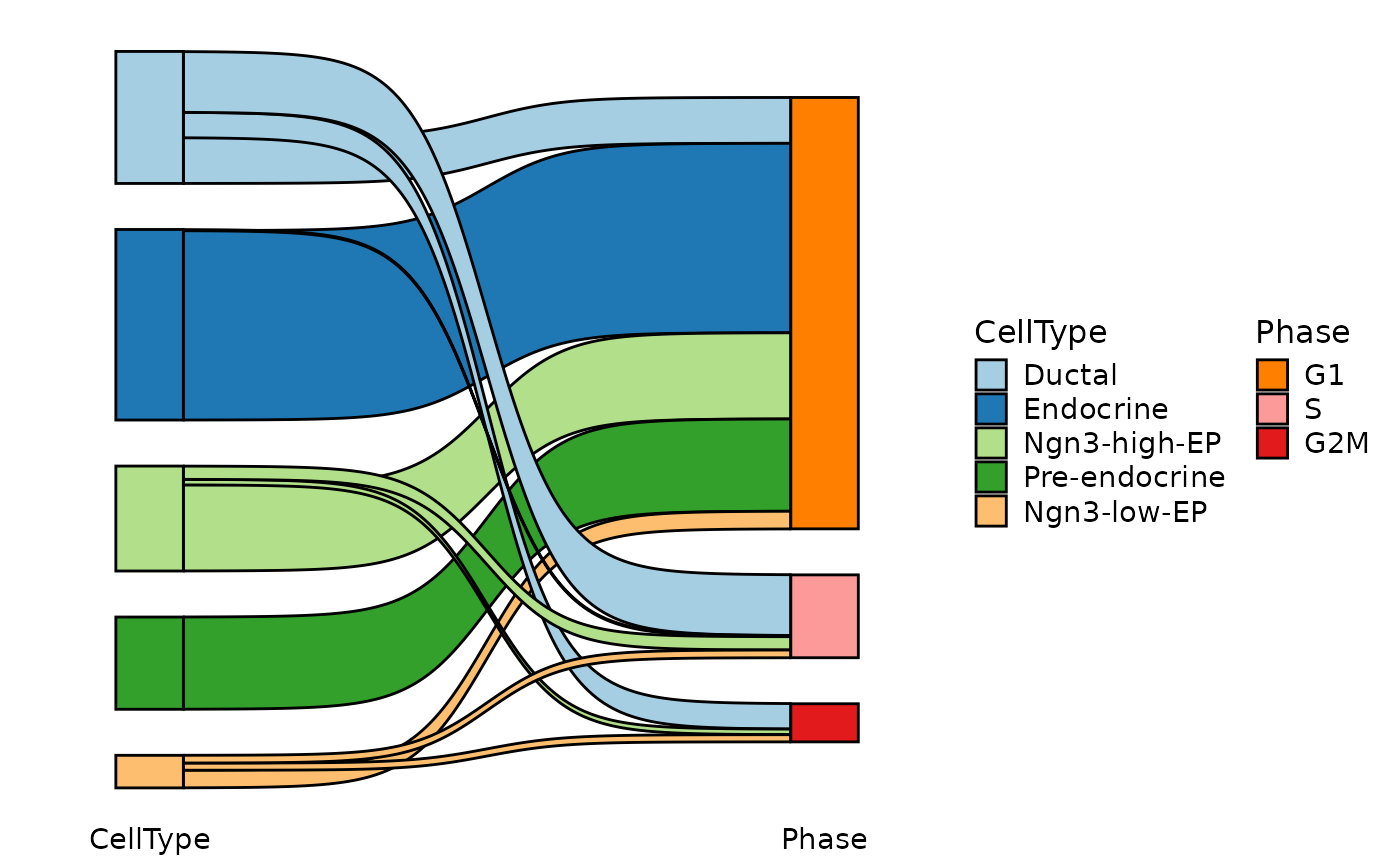 CellType
Ductal
Endocrine
Ngn3-high-EP
Pre-endocrine
Ngn3-low-EP
Phase
G1
S
G2M
CellType
Phase